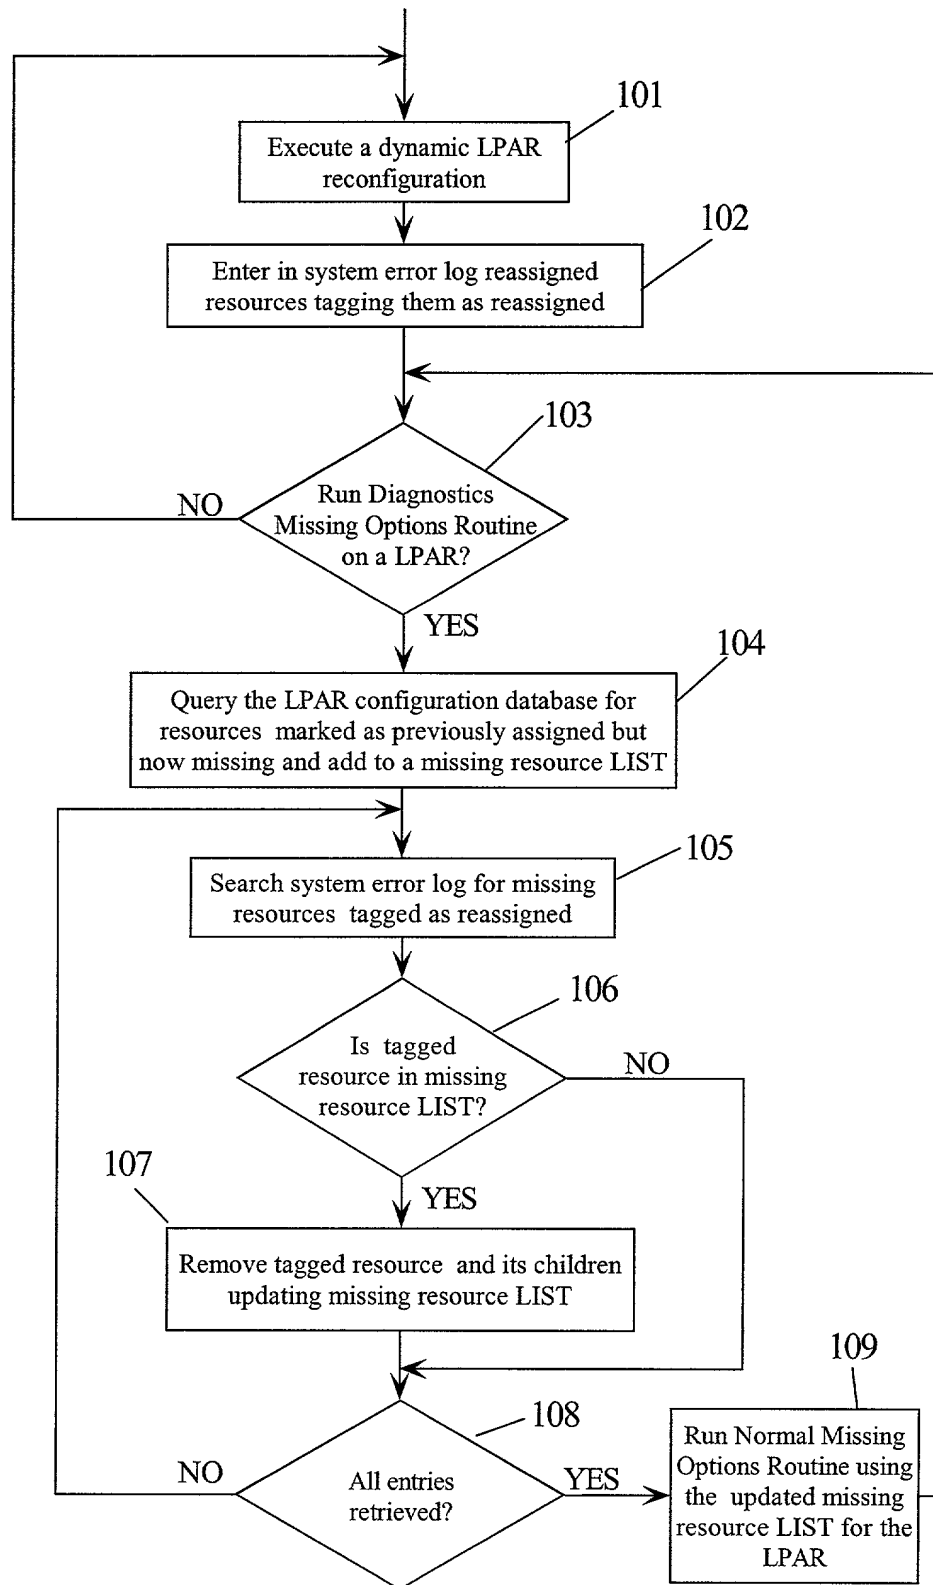 101
Execute a dynamic LPAR
reconfiguration
102
Enter in system error log reassigned
resources tagging them as reassigned
103
NO
Run Diagnostics
Missing Options Routine
on a LPAR?
YES
104
Query the LPAR configuration database for
resources marked as previously assigned but
now missing and add to a missing resource LIST
105
Search system error log for missing
resources tagged as reassigned
106
Is tagged
resource in missing
resource LIST?
NO
107
YES
Remove tagged resource and its children
updating missing resource LIST
108
NO
All entries
retrieved?
YES
109
Run Normal Missing
Options Routine using
the updated missing
resource LIST for the
LPAR